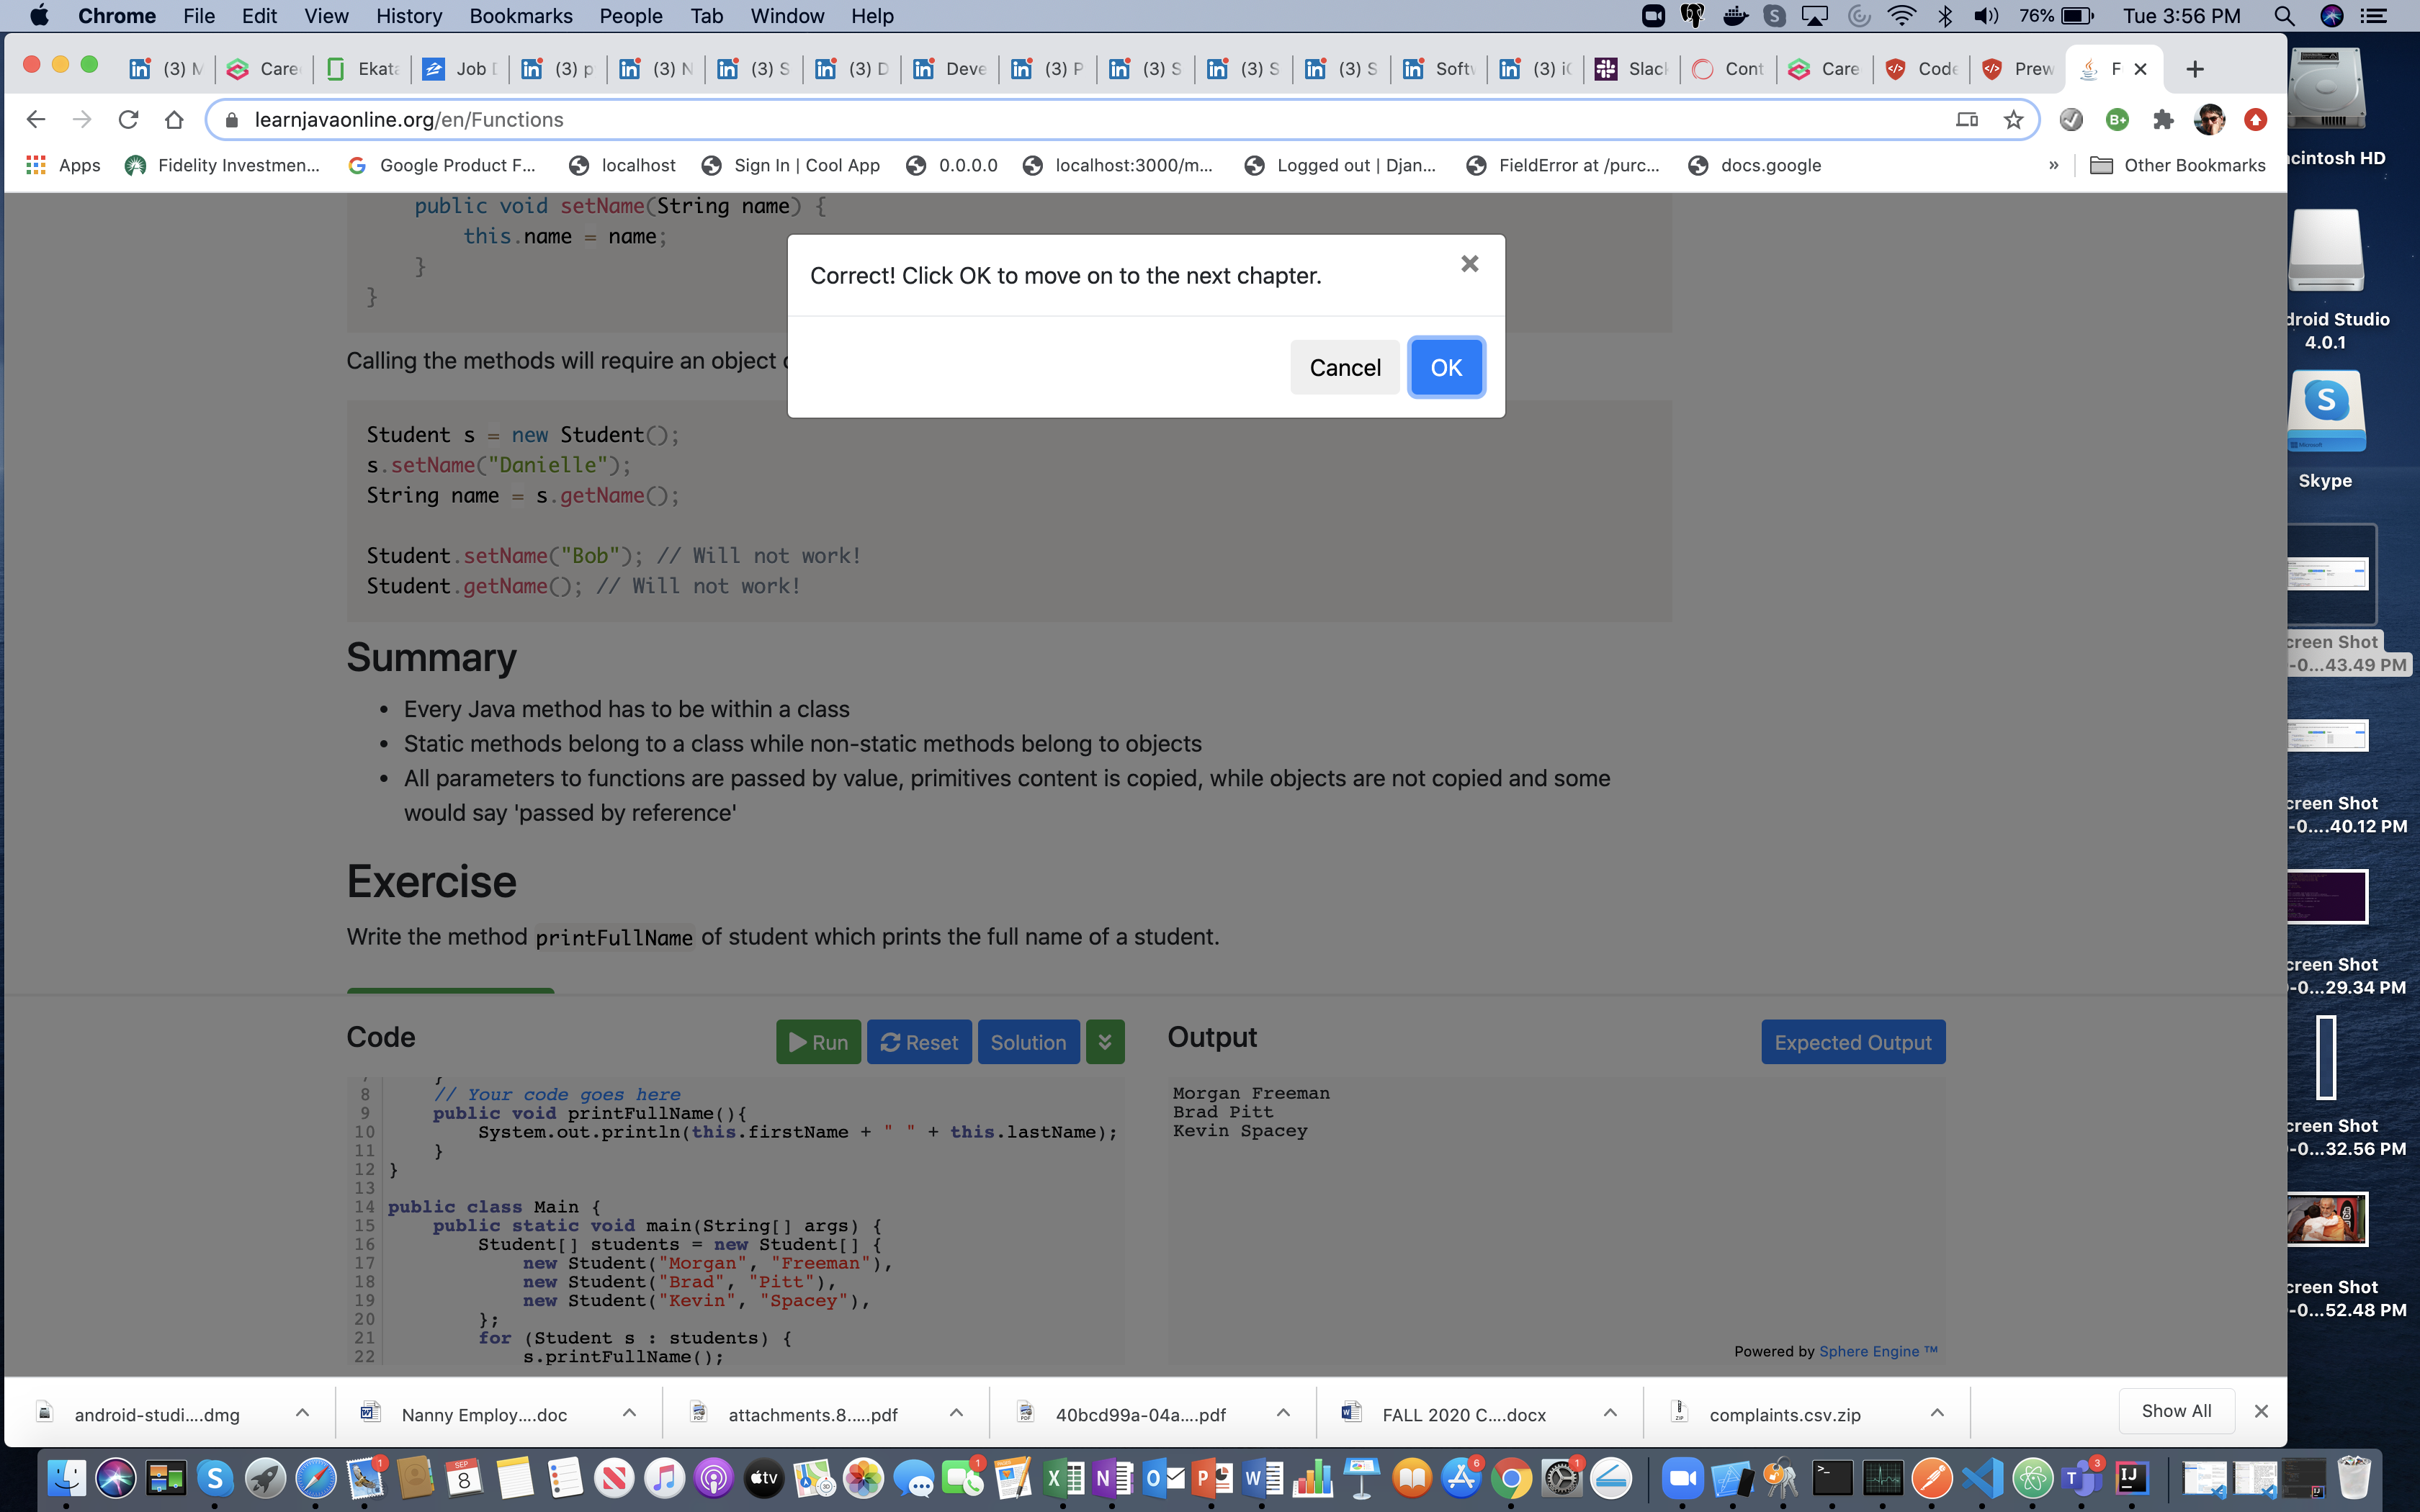 Chrome File Edit View History Bookmarks People Tab Window Help 76% Tue 3:56 PM
(3) M Care Ekata Job D (3) p (3) N (3) S (3) D Deve (3) P (3) S (3) S (3) S Softw (3) iC Slack Cont Care Code Prew F
learnjavaonline.org/en/Functions
Apps Fidelity Investmen... Google Product F... localhost Sign In | Cool App 0.0.0.0 localhost:3000/m... Logged out | Djan... FieldError at /purc... docs.google » Other Bookmarks
public void setName(String name) {
this.name = name;
}
}
Correct! Click OK to move on to the next chapter.
Cancel OK
Calling the methods will require an object
Student s = new Student();
s.setName("Danielle");
String name = s.getName();
Student.setName("Bob"); // Will not work!
Student.getName(); // Will not work!
Summary
• Every Java method has to be within a class
• Static methods belong to a class while non-static methods belong to objects
• All parameters to functions are passed by value, primitives content is copied, while objects are not copied and some
would say 'passed by reference'
Exercise
Write the method printFullName of student which prints the full name of a student.
Code Run Reset Solution
8 // Your code goes here
9 public void printFullName(){
10 System.out.println(this.firstName + " " + this.lastName);
11 }
12 }
13
14 public class Main {
15 public static void main(String[] args) {
16 Student[] students = new Student[] {
17 new Student("Morgan", "Freeman"),
18 new Student("Brad", "Pitt"),
19 new Student("Kevin", "Spacey"),
20 };
21 for (Student s : students) {
22 s.printFullName();
Output Expected Output
Morgan Freeman
Brad Pitt
Kevin Spacey
Powered by Sphere Engine ™
android-studi....dmg Nanny Employ....doc attachments.8.....pdf 40bcd99a-04a....pdf FALL 2020 C....docx complaints.csv.zip Show All
cintosh HD
droid Studio
4.0.1
Skype
creen Shot
-0...43.49 PM
creen Shot
-0....40.12 PM
creen Shot
-0...29.34 PM
creen Shot
-0...32.56 PM
creen Shot
-0...52.48 PM
SEP
8
tv